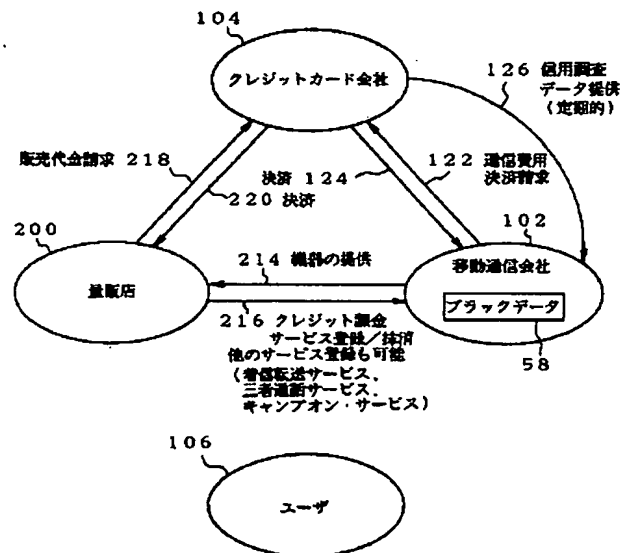 104
クレジットカード会社
126 信用調査
データ提供
(定期的)
販売代金請求 218
決済 124
122 通信費用
決済請求
220 決済
200
102
量販店
214 機器の提供
移動通信会社
ブラックデータ
216 クレジット課金
サービス登録/抹消
他のサービス登録も可能
(着信転送サービス、
三者通話サービス、
キャンプオン・サービス)
58
106
ユーザ